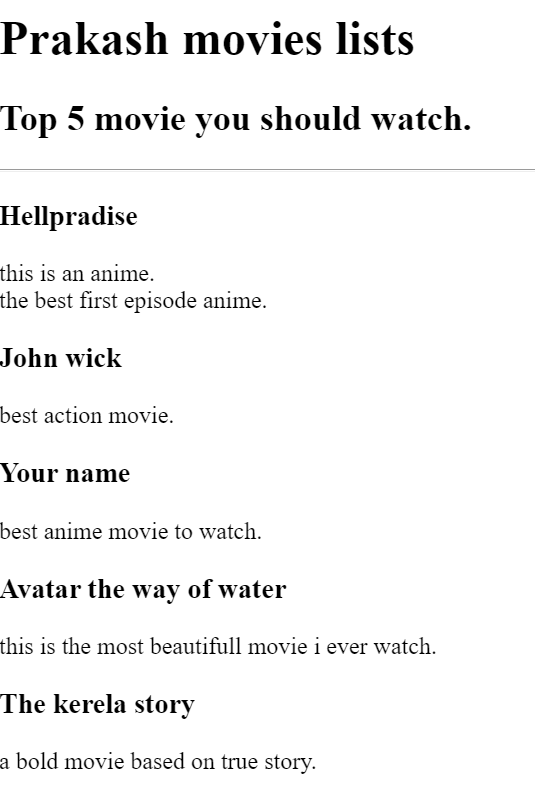 Prakash movies lists
Top 5 movie you should watch.
Hellpradise
this is an anime.
the best first episode anime.
John wick
best action movie.
Your name
best anime movie to watch.
Avatar the way of water
this is the most beautifull movie i ever watch.
The kerela story
a bold movie based on true story.